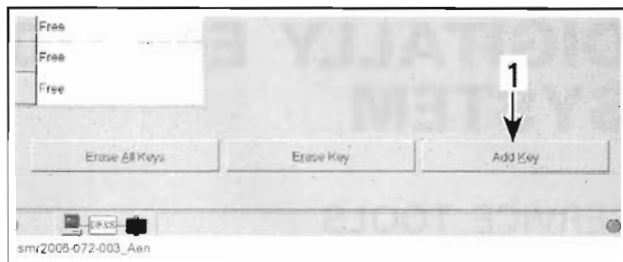 Free
Free
Free
1
Erase All Keys
Erase Key
Add Key
smr2005-072-003_Aen